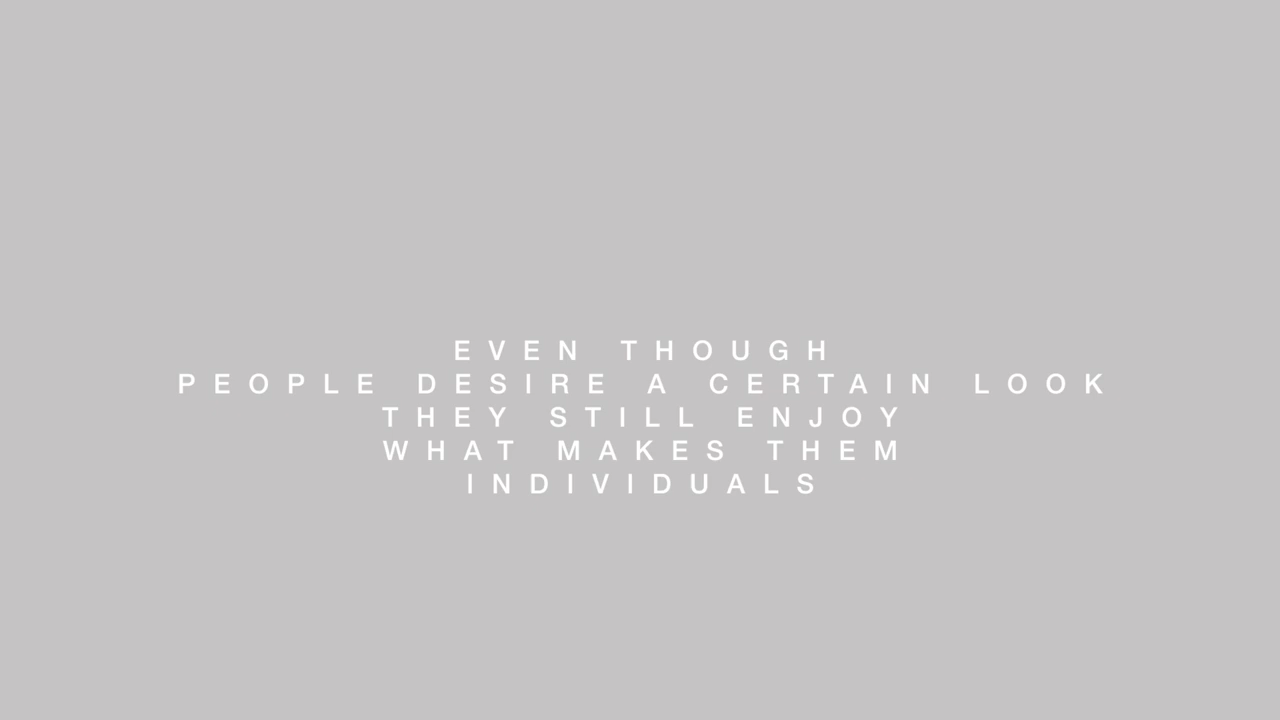 EVEN THOUGH
PEOPLE DESIRE A CERTAIN LOOK
THEY STILL ENJOY
WHAT MAKES THEM
INDIVIDUALS